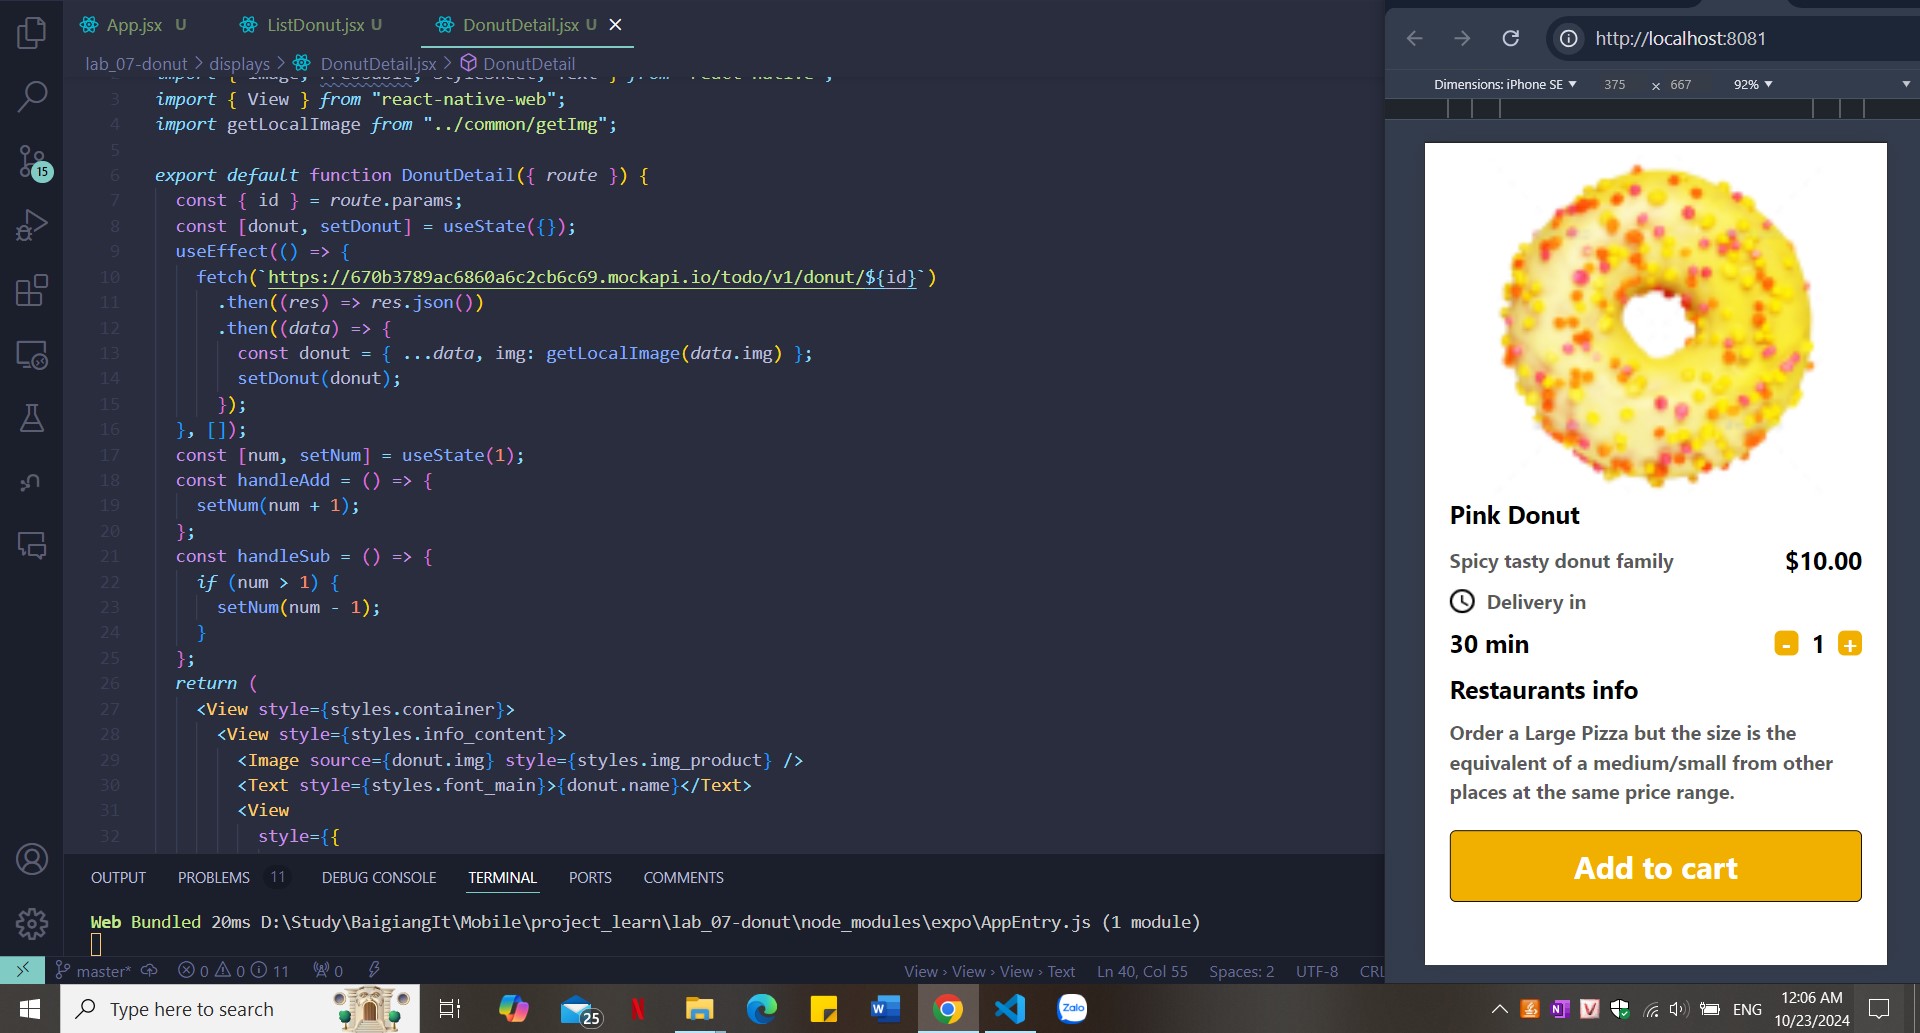 App.jsx U ListDonut.jsx U DonutDetail.jsx U
lab_07-donut > displays > DonutDetail.jsx > DonutDetail
import { Image, Pressable, StyleSheet, Text } from "react-native";
3 import { View } from "react-native-web";
4 import getLocalImage from "../common/getImg";
5
6 export default function DonutDetail({ route }) {
7 const { id } = route.params;
8 const [donut, setDonut] = useState({});
9 useEffect(() => {
10 fetch(`https://670b3789ac6860a6c2cb6c69.mockapi.io/todo/v1/donut/${id}`)
11 .then((res) => res.json())
12 .then((data) => {
13 const donut = { ...data, img: getLocalImage(data.img) };
14 setDonut(donut);
15 });
16 }, []);
17 const [num, setNum] = useState(1);
18 const handleAdd = () => {
19 setNum(num + 1);
20 };
21 const handleSub = () => {
22 if (num > 1) {
23 setNum(num - 1);
24 }
25 };
26 return (
27 <View style={styles.container}>
28 <View style={styles.info_content}>
29 <Image source={donut.img} style={styles.img_product} />
30 <Text style={styles.font_main}>{donut.name}</Text>
31 <View
32 style={{
15
OUTPUT PROBLEMS 11 DEBUG CONSOLE TERMINAL PORTS COMMENTS
Web Bundled 20ms D:\Study\BaigiangIt\Mobile\project_learn\lab_07-donut\node_modules\expo\AppEntry.js (1 module)
master* 0 0 11 0 View > View > View > Text Ln 40, Col 55 Spaces: 2 UTF-8 CRL
http://localhost:8081
Dimensions: iPhone SE 375 × 667 92%
Pink Donut
Spicy tasty donut family $10.00
Delivery in
30 min - 1 +
Restaurants info
Order a Large Pizza but the size is the
equivalent of a medium/small from other
places at the same price range.
Add to cart
Type here to search 25 Zalo ENG 12:06 AM
10/23/2024